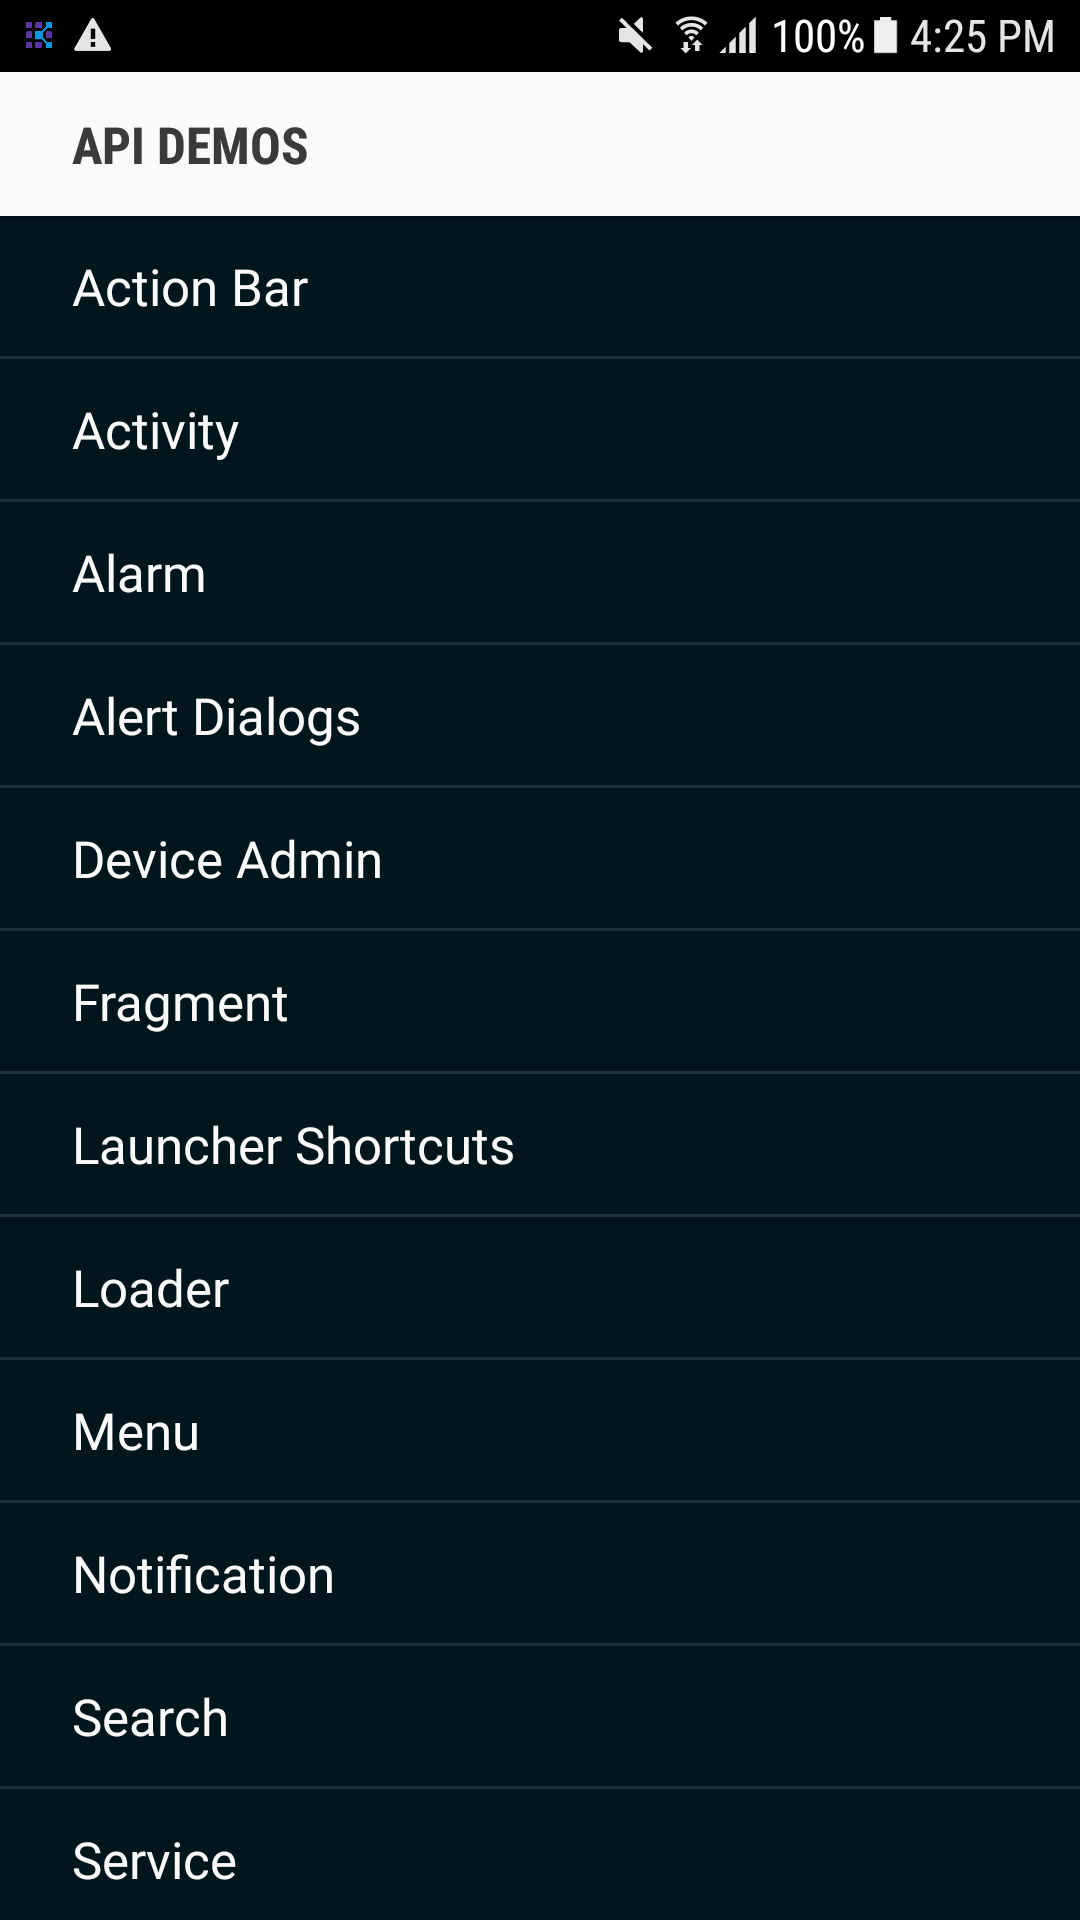 100% 4:25 PM
API DEMOS
Action Bar
Activity
Alarm
Alert Dialogs
Device Admin
Fragment
Launcher Shortcuts
Loader
Menu
Notification
Search
Service